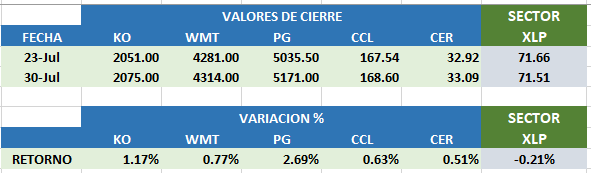 VALORES DE CIERRE SECTOR
FECHA KO WMT PG CCL CER XLP
23-Jul 2051.00 4281.00 5035.50 167.54 32.92 71.66
30-Jul 2075.00 4314.00 5171.00 168.60 33.09 71.51
VARIACION % SECTOR
KO WMT PG CCL CER XLP
RETORNO 1.17% 0.77% 2.69% 0.63% 0.51% -0.21%